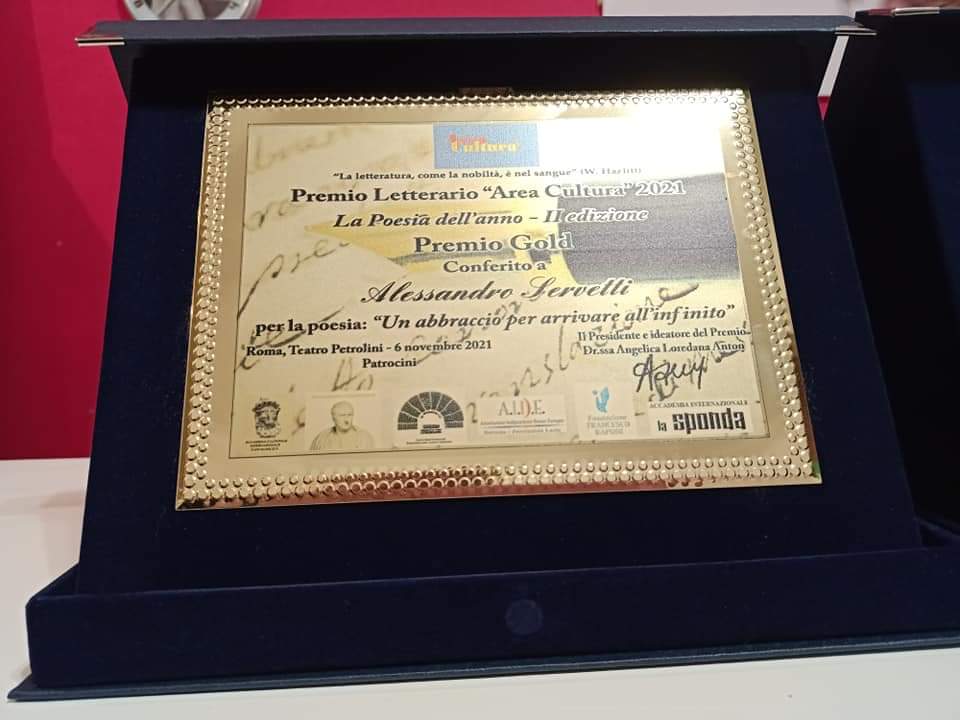 Cultura
"La letteratura, come la nobiltà, è nel sangue" (W. Hazlitt)
Premio Letterario "Area Cultura" 2021
La Poesia dell'anno - II edizione
Premio Gold
Conferito a
Alessandro Servelli
per la poesia: "Un abbraccio per arrivare all'infinito"
Roma, Teatro Petrolini - 6 novembre 2021
Patrocini
Il Presidente e ideatore del Premio
Dr.ssa Angelica Loredana Anton
A.I.D.E.
Fondazione
FRANCESCO
ACCADEMIA INTERNAZIONALE
la sponda